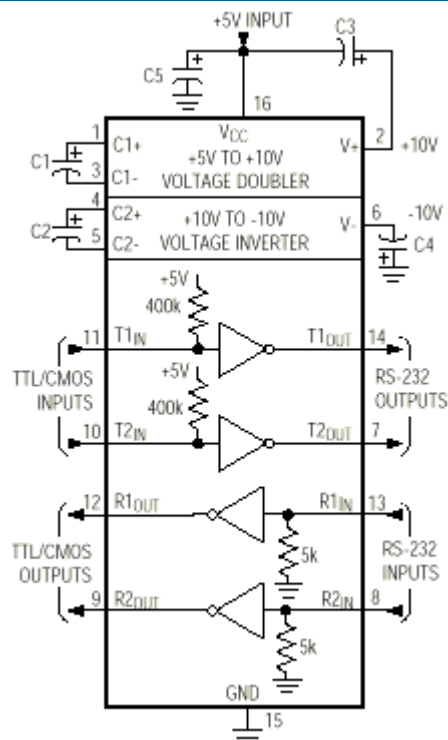 +5V INPUT
C3
C5
+
+
16
1
C1+
VCC
V+
2
+10V
C1
+
3
C1-
+5V TO +10V
VOLTAGE DOUBLER
4
C2+
+10V TO -10V
VOLTAGE INVERTER
V-
6
-10V
C2
+
5
C2-
+
C4
+5V
400k
11
T1IN
T1OUT
14
TTL/CMOS
INPUTS
+5V
400k
RS-232
OUTPUTS
10
T2IN
T2OUT
7
12
R1OUT
R1IN
13
TTL/CMOS
OUTPUTS
5k
RS-232
INPUTS
9
R2OUT
R2IN
8
5k
GND
15